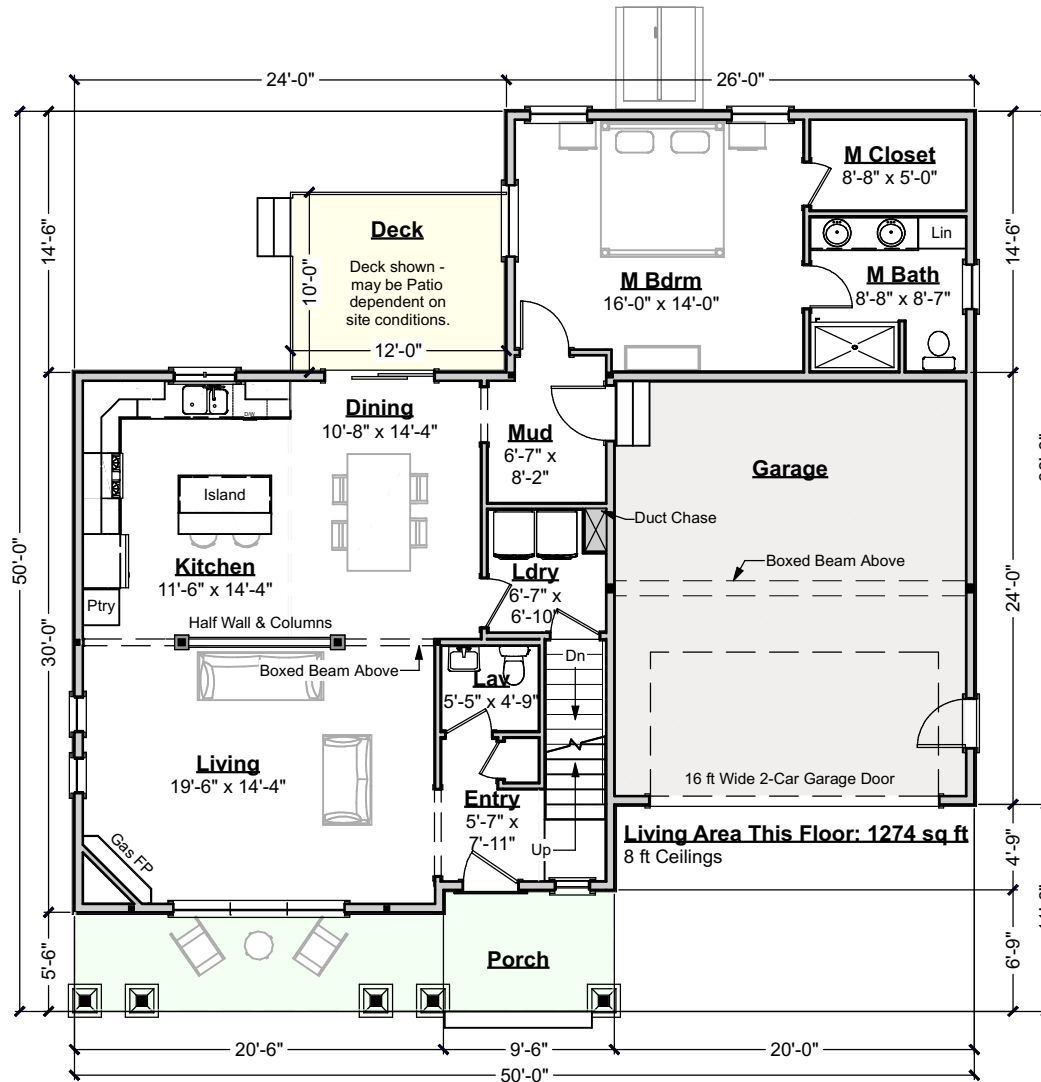 24'-0"
26'-0"
M Closet
8'-8" x 5'-0"
14'-6"
Deck
Deck shown -
may be Patio
dependent on
site conditions.
10'-0"
12'-0"
M Bdrm
16'-0" x 14'-0"
Lin
M Bath
8'-8" x 8'-7"
14'-6"
Dining
10'-8" x 14'-4"
D/W
Mud
6'-7" x
8'-2"
Garage
Island
Duct Chase
Kitchen
11'-6" x 14'-4"
Ptry
Ldry
6'-7" x
6'-10"
Boxed Beam Above
50'-0"
30'-0"
24'-0"
Half Wall & Columns
Boxed Beam Above
Lav
5'-5" x 4'-9"
Dn
Living
19'-6" x 14'-4"
16 ft Wide 2-Car Garage Door
Entry
5'-7" x
7'-11"
Up
Gas FP
Living Area This Floor: 1274 sq ft
8 ft Ceilings
4'-9"
5'-6"
Porch
6'-9"
20'-6"
9'-6"
20'-0"
50'-0"